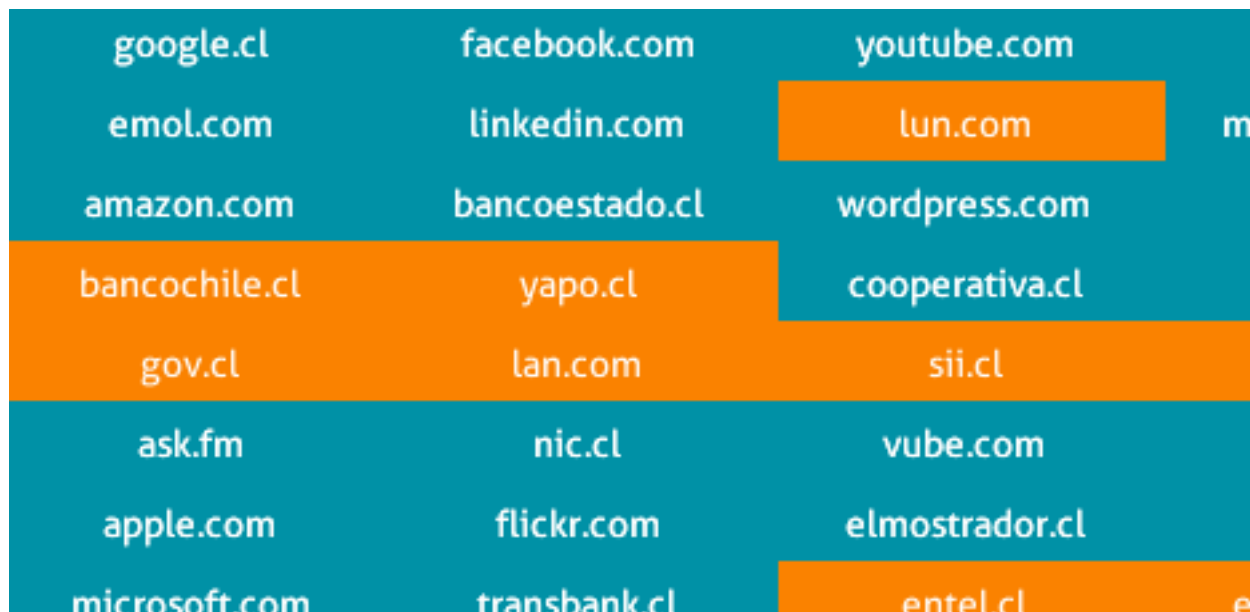 google.cl facebook.com youtube.com
emol.com linkedin.com lun.com
amazon.com bancoestado.cl wordpress.com
bancochile.cl yapo.cl cooperativa.cl
gov.cl lan.com sii.cl
ask.fm nic.cl vube.com
apple.com flickr.com elmostrador.cl
microsoft.com transbank.cl entel.cl